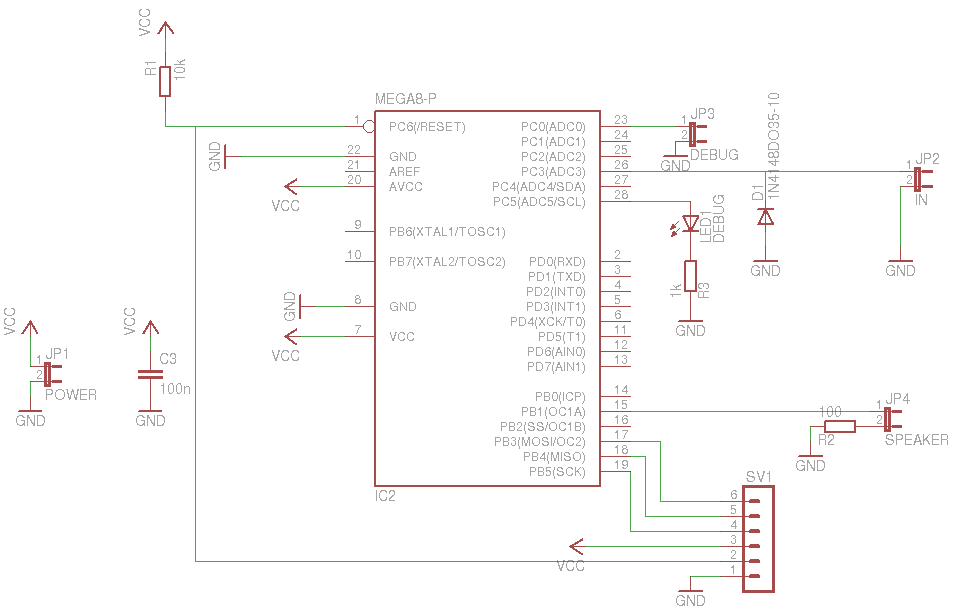 VCC
R1
10k
MEGA8-P
1
PC6(/RESET)
GND
22
GND
21
AREF
20
AVCC
VCC
9
PB6(XTAL1/TOSC1)
10
PB7(XTAL2/TOSC2)
GND
8
GND
7
VCC
VCC
IC2
PC0(ADC0)
23
PC1(ADC1)
24
PC2(ADC2)
25
PC3(ADC3)
26
PC4(ADC4/SDA)
27
PC5(ADC5/SCL)
28
PD0(RXD)
2
PD1(TXD)
3
PD2(INT0)
4
PD3(INT1)
5
PD4(XCK/T0)
6
PD5(T1)
11
PD6(AIN0)
12
PD7(AIN1)
13
PB0(ICP)
14
PB1(OC1A)
15
PB2(SS/OC1B)
16
PB3(MOSI/OC2)
17
PB4(MISO)
18
PB5(SCK)
19
JP3
1
2
GND
DEBUG
LED1
DEBUG
1k
R3
GND
D1
1N4148DO35-10
GND
JP2
1
2
IN
GND
VCC
JP1
1
2
POWER
GND
VCC
C3
100n
GND
JP4
1
2
SPEAKER
100
R2
GND
SV1
6
5
4
3
2
1
VCC
GND